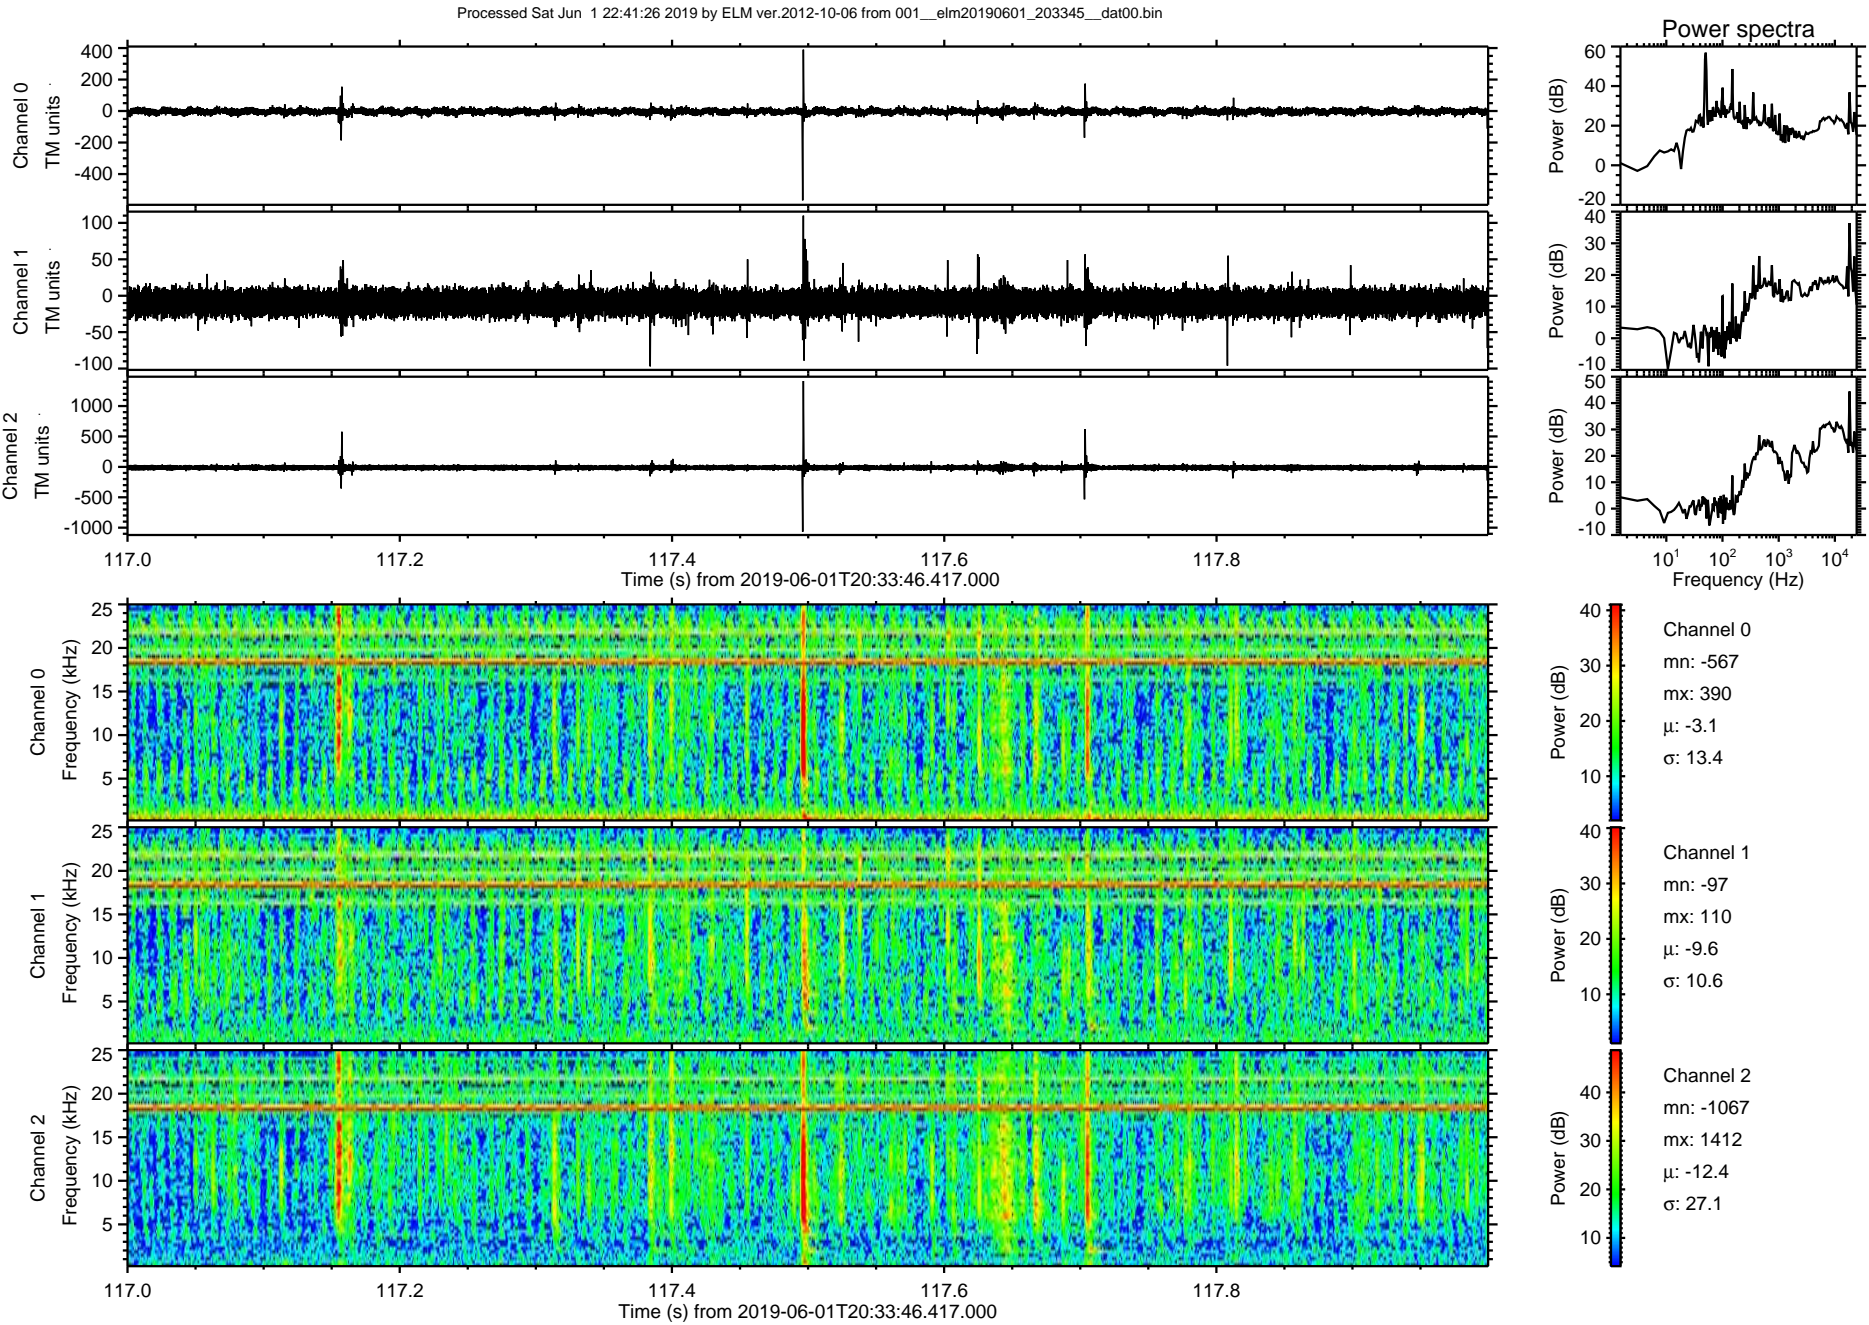 Processed Sat Jun  1 22:41:26 2019 by ELM ver.2012-10-06 from 001__elm20190601_203345__dat00.bin
Power spectra
Channel 0
TM units
400
200
0
-200
-400
Power (dB)
60
40
20
0
-20
Channel 1
TM units
100
50
0
-50
-100
Power (dB)
40
30
20
10
0
-10
Channel 2
TM units
1000
500
0
-500
-1000
Power (dB)
50
40
30
20
10
0
-10
117.0 117.2 117.4 117.6 117.8
Time (s) from 2019-06-01T20:33:46.417.000
10^1 10^2 10^3 10^4
Frequency (Hz)
Channel 0
Frequency (kHz)
25
20
15
10
5
Power (dB)
40
30
20
10
Channel 0
mn: -567
mx: 390
μ: -3.1
σ: 13.4
Channel 1
Frequency (kHz)
25
20
15
10
5
Power (dB)
40
30
20
10
Channel 1
mn: -97
mx: 110
μ: -9.6
σ: 10.6
Channel 2
Frequency (kHz)
25
20
15
10
5
Power (dB)
40
30
20
10
Channel 2
mn: -1067
mx: 1412
μ: -12.4
σ: 27.1
117.0 117.2 117.4 117.6 117.8
Time (s) from 2019-06-01T20:33:46.417.000